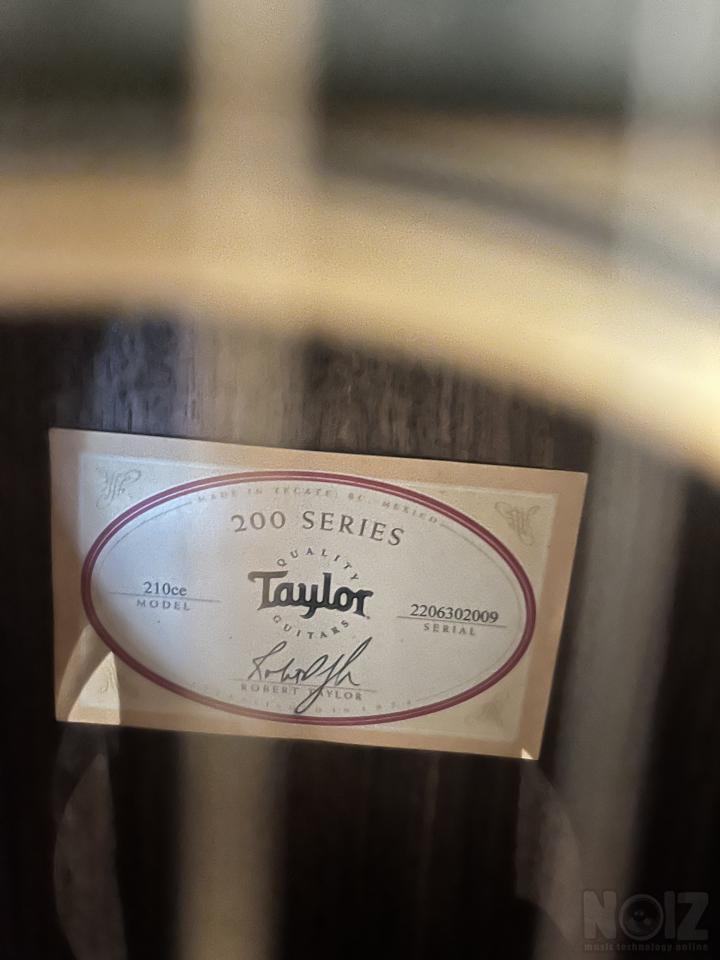 MADE IN TECATE, BC MEXICO
200 SERIES
QUALITY
Taylor
GUITARS
210ce
MODEL
2206302009
SERIAL
ROBERT TAYLOR
NOIZ
music technology online